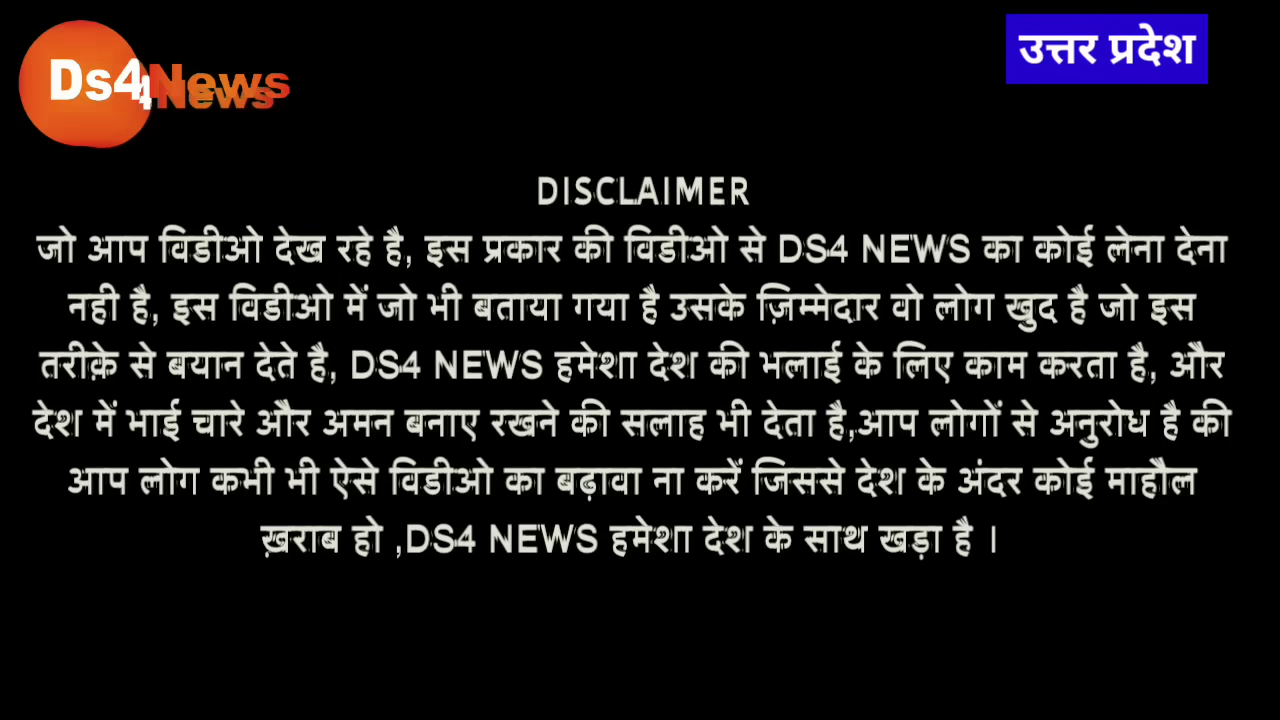 Ds4News
4News
उत्तर प्रदेश
DISCLAIMER
जो आप विडीओ देख रहे है, इस प्रकार की विडीओ से DS4 NEWS का कोई लेना देना
नही है, इस विडीओ में जो भी बताया गया है उसके ज़िम्मेदार वो लोग खुद है जो इस
तरीक़े से बयान देते है, DS4 NEWS हमेशा देश की भलाई के लिए काम करता है, और
देश में भाई चारे और अमन बनाए रखने की सलाह भी देता है,आप लोगों से अनुरोध है की
आप लोग कभी भी ऐसे विडीओ का बढ़ावा ना करें जिससे देश के अंदर कोई माहौल
ख़राब हो ,DS4 NEWS हमेशा देश के साथ खड़ा है ।